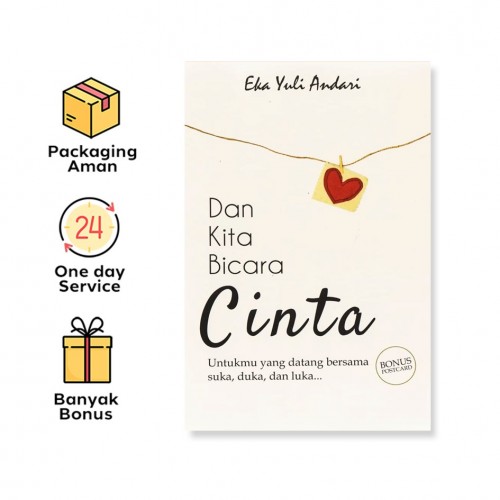 Packaging
Aman
24
One day
Service
Banyak
Bonus
Eka Yuli Andari
Dan
Kita
Bicara
Cinta
Untukmu yang datang bersama
suka, duka, dan luka...
BONUS
POSTCARD